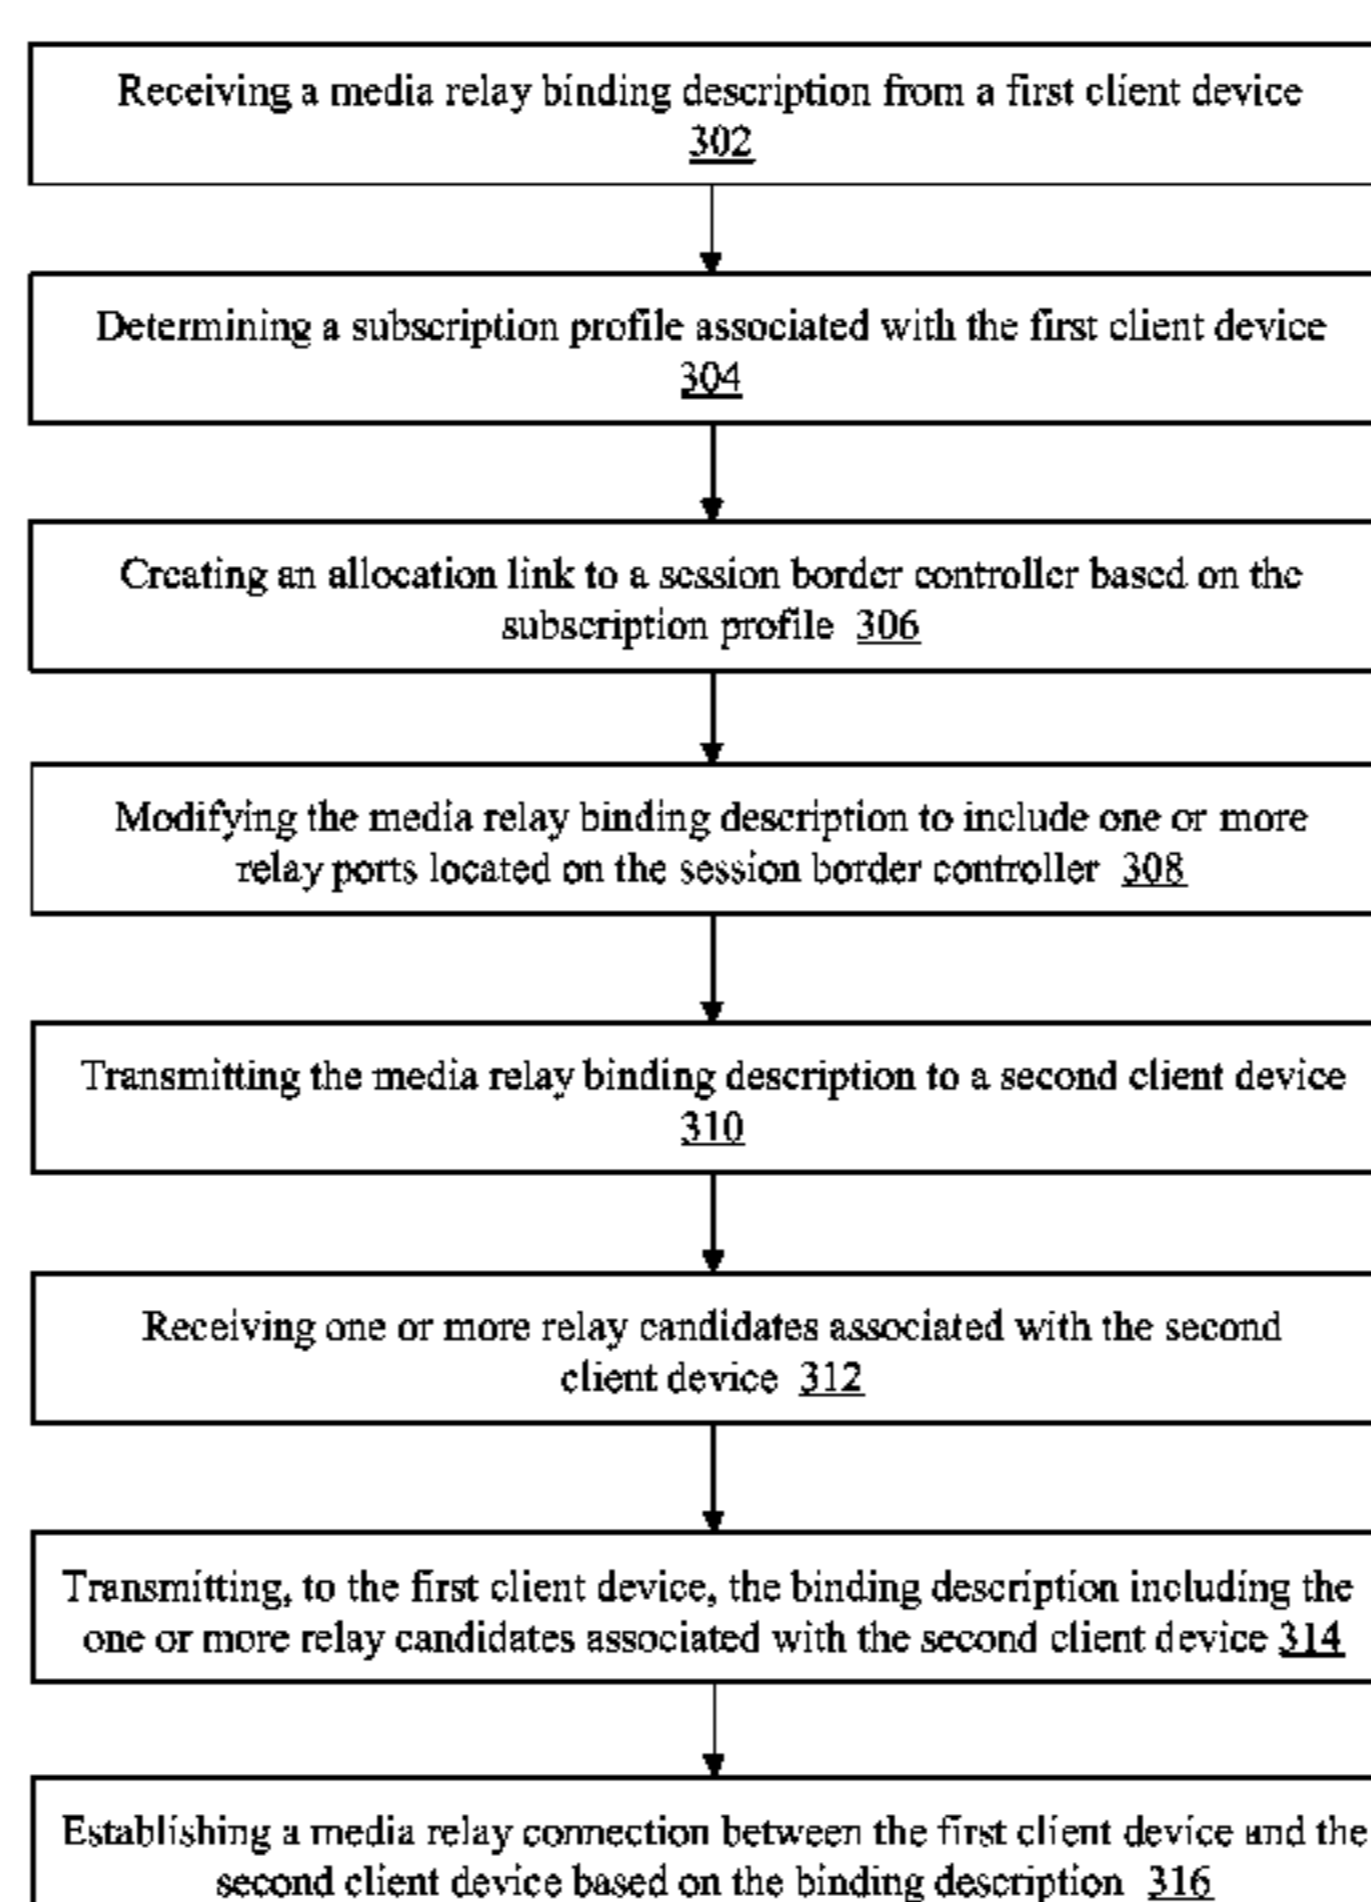 Receiving a media relay binding description from a first client device
302
Determining a subscription profile associated with the first client device
304
Creating an allocation link to a session border controller based on the
subscription profile 306
Modifying the media relay binding description to include one or more
relay ports located on the session border controller 308
Transmitting the media relay binding description to a second client device
310
Receiving one or more relay candidates associated with the second
client device 312
Transmitting, to the first client device, the binding description including the
one or more relay candidates associated with the second client device 314
Establishing a media relay connection between the first client device and the
second client device based on the binding description 316